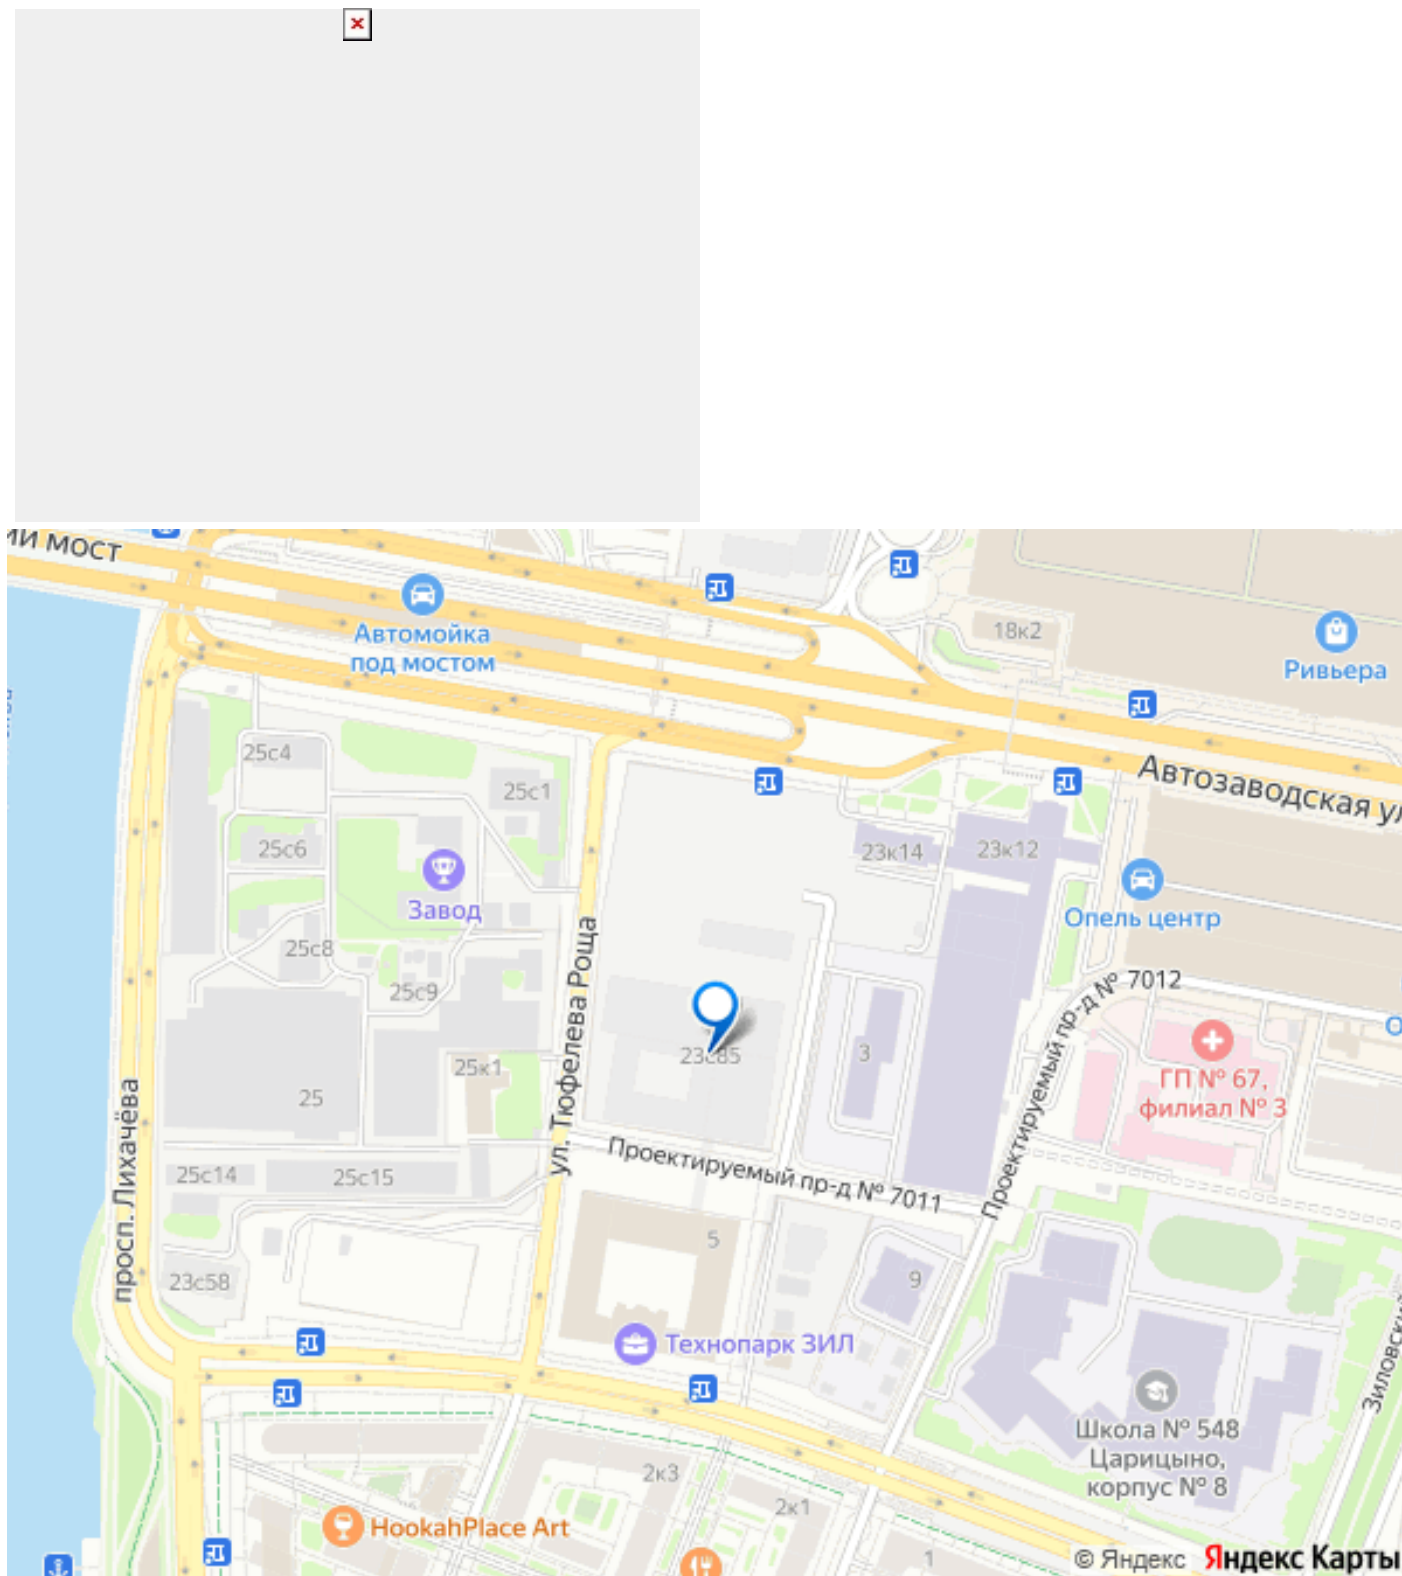 ий мост
Автомойка
под мостом
18к2
Ривьера
25с4
25с1
Автозаводская ул
25с6
23к14
23к12
Завод
Опель центр
25с8
ул. Тюфелева Роща
25с9
Проектируемый пр-д № 7012
23с85
3
25к1
25
ГП № 67,
филиал № 3
просп. Лихачёва
Проектируемый пр-д № 7011
25с14
25с15
5
23с58
9
Технопарк ЗИЛ
Зиловский
Школа № 548
Царицыно,
корпус № 8
2к3
2к1
HookahPlace Art
1
© Яндекс
Яндекс Карты